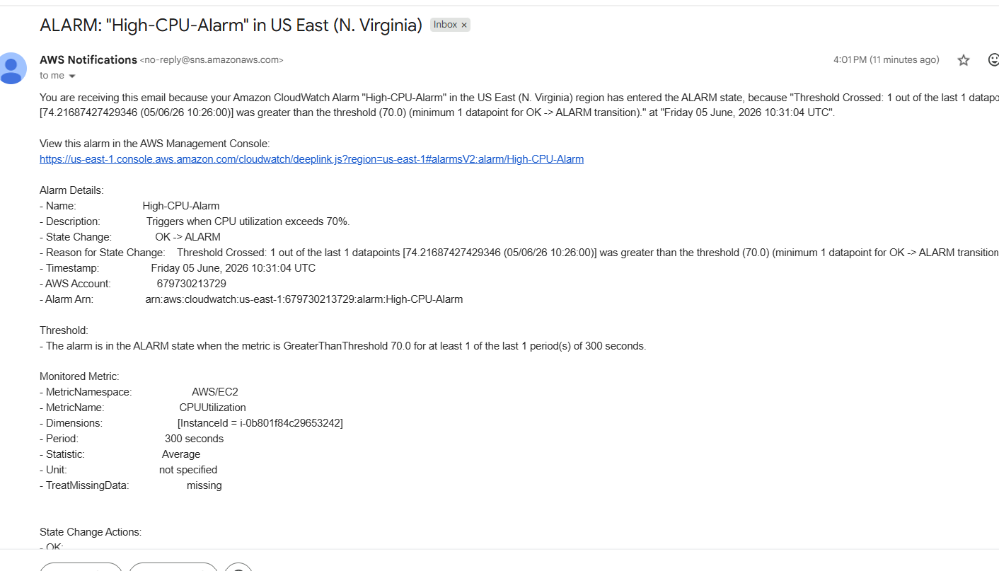 ALARM: "High-CPU-Alarm" in US East (N. Virginia) Inbox ×
AWS Notifications <no-reply@sns.amazonaws.com> 4:01 PM (11 minutes ago)
to me
You are receiving this email because your Amazon CloudWatch Alarm "High-CPU-Alarm" in the US East (N. Virginia) region has entered the ALARM state, because "Threshold Crossed: 1 out of the last 1 datapo
[74.21687427429346 (05/06/26 10:26:00)] was greater than the threshold (70.0) (minimum 1 datapoint for OK -> ALARM transition)." at "Friday 05 June, 2026 10:31:04 UTC".
View this alarm in the AWS Management Console:
https://us-east-1.console.aws.amazon.com/cloudwatch/deeplink.js?region=us-east-1#alarmsV2:alarm/High-CPU-Alarm
Alarm Details:
- Name: High-CPU-Alarm
- Description: Triggers when CPU utilization exceeds 70%.
- State Change: OK -> ALARM
- Reason for State Change: Threshold Crossed: 1 out of the last 1 datapoints [74.21687427429346 (05/06/26 10:26:00)] was greater than the threshold (70.0) (minimum 1 datapoint for OK -> ALARM transition
- Timestamp: Friday 05 June, 2026 10:31:04 UTC
- AWS Account: 679730213729
- Alarm Arn: arn:aws:cloudwatch:us-east-1:679730213729:alarm:High-CPU-Alarm
Threshold:
- The alarm is in the ALARM state when the metric is GreaterThanThreshold 70.0 for at least 1 of the last 1 period(s) of 300 seconds.
Monitored Metric:
- MetricNamespace: AWS/EC2
- MetricName: CPUUtilization
- Dimensions: [InstanceId = i-0b801f84c29653242]
- Period: 300 seconds
- Statistic: Average
- Unit: not specified
- TreatMissingData: missing
State Change Actions:
- OK: